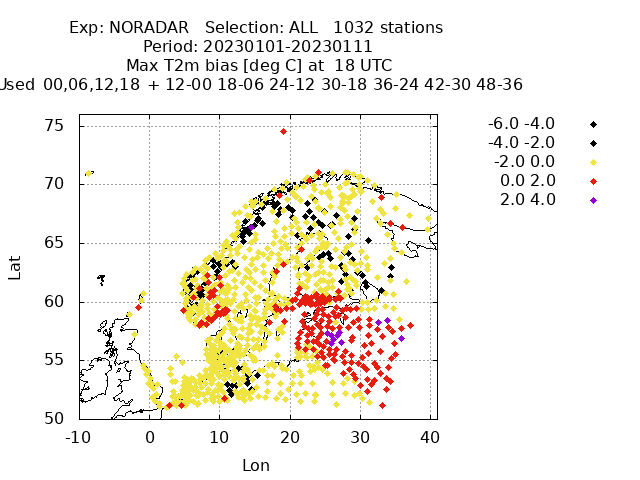 Exp: NORADAR   Selection: ALL   1032 stations
Period: 20230101-20230111
Max T2m bias [deg C] at  18 UTC
00,06,12,18 + 12-00 18-06 24-12 30-18 36-24 42-30 48-36
-6.0 -4.0
-4.0 -2.0
-2.0 0.0
0.0 2.0
2.0 4.0
75
70
65
60
55
50
Lat
-10 0 10 20 30 40
Lon